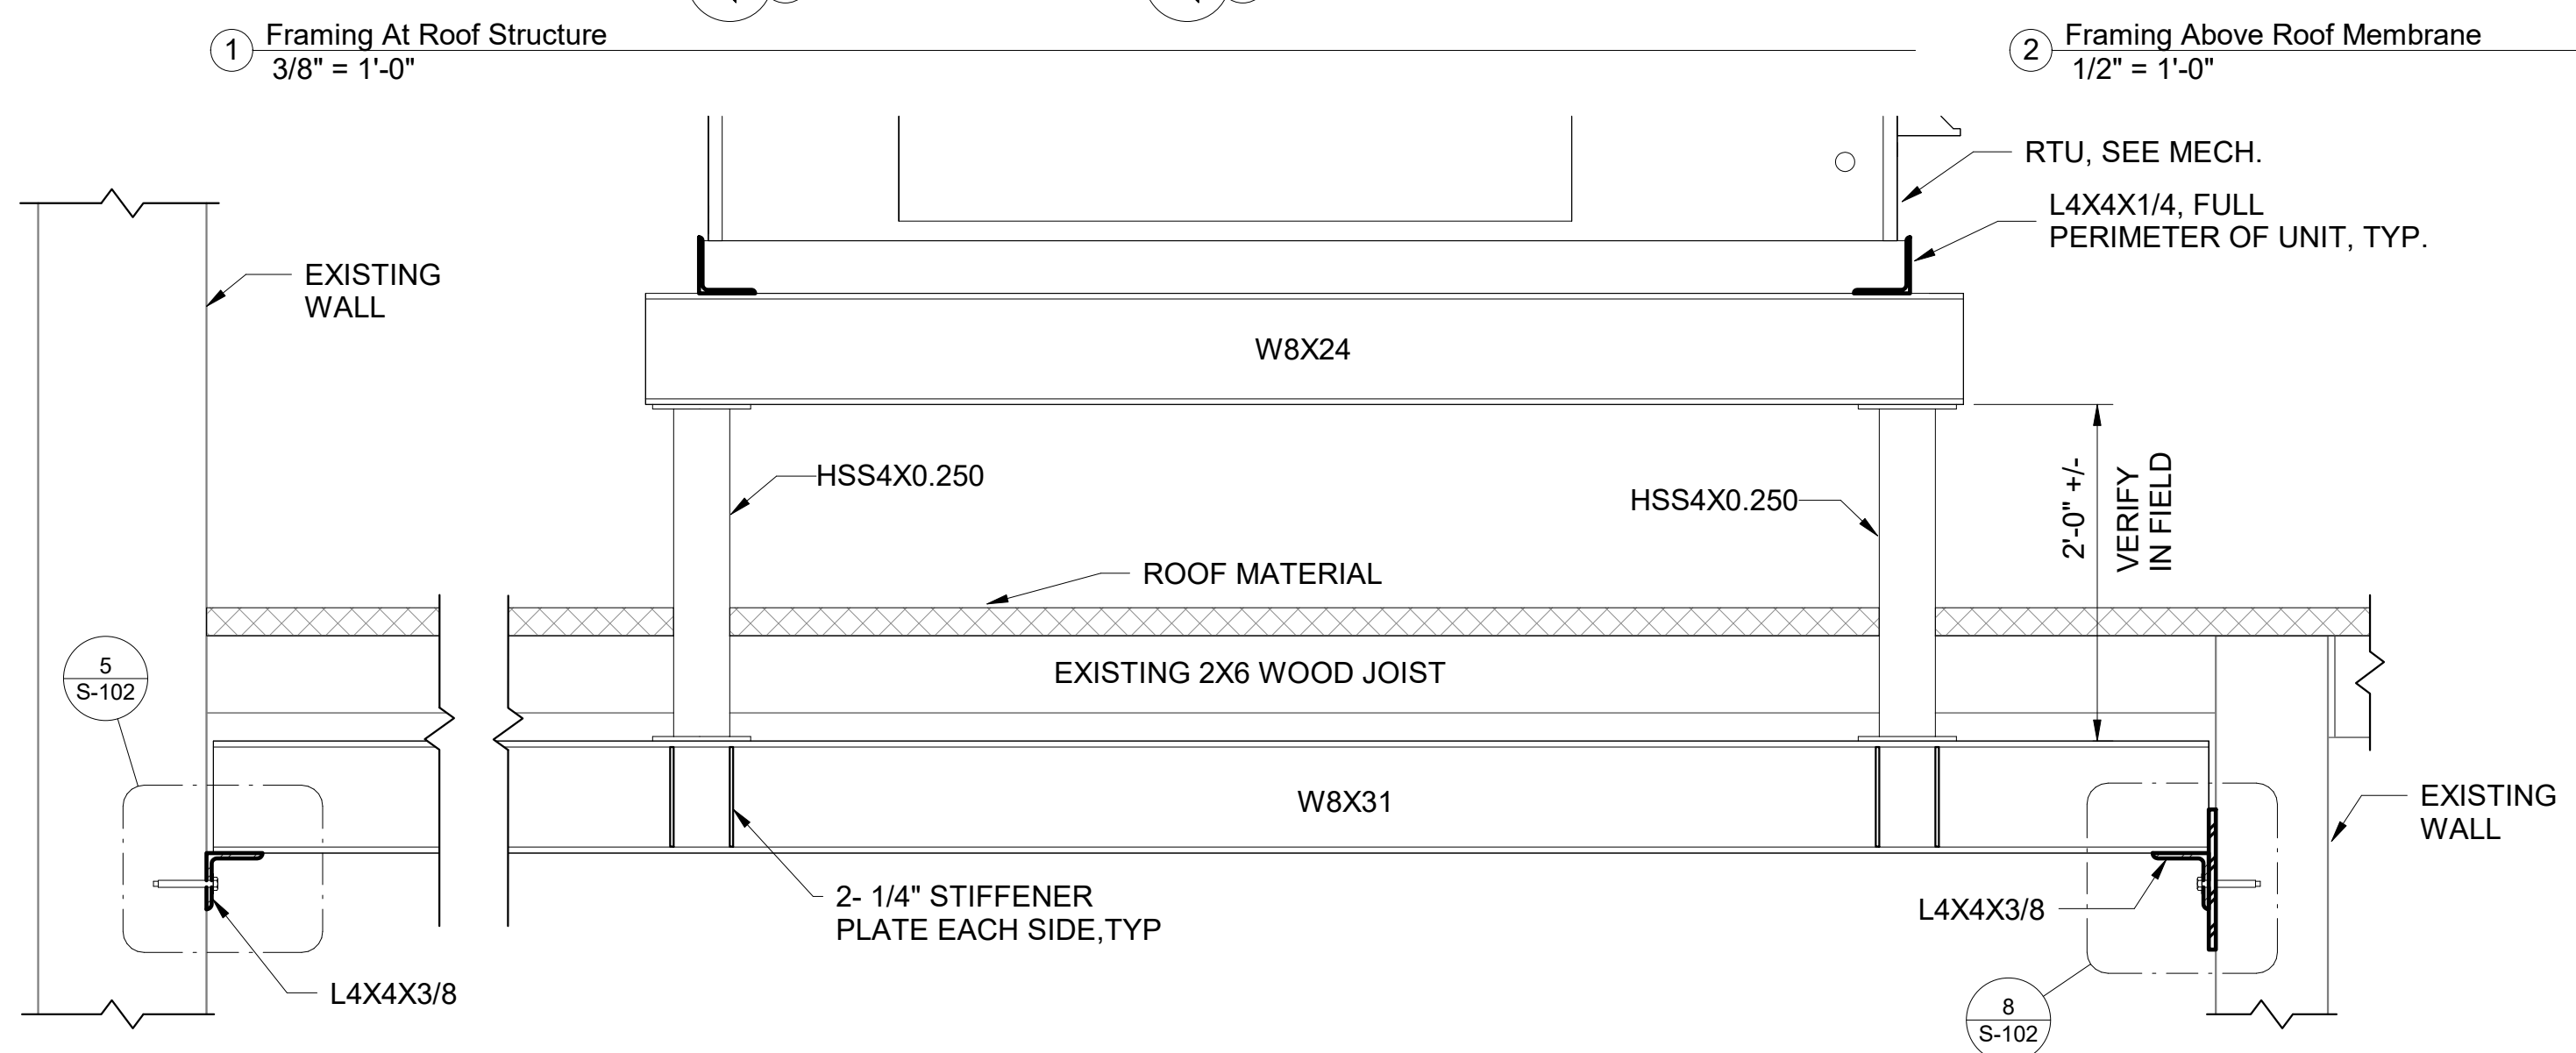 1
Framing At Roof Structure
3/8" = 1'-0"
2
Framing Above Roof Membrane
1/2" = 1'-0"
RTU, SEE MECH.
L4X4X1/4, FULL
PERIMETER OF UNIT, TYP.
EXISTING
WALL
W8X24
HSS4X0.250
HSS4X0.250
2'-0" +/-
VERIFY
IN FIELD
ROOF MATERIAL
5
S-102
EXISTING 2X6 WOOD JOIST
W8X31
EXISTING
WALL
2- 1/4" STIFFENER
PLATE EACH SIDE,TYP
L4X4X3/8
L4X4X3/8
8
S-102